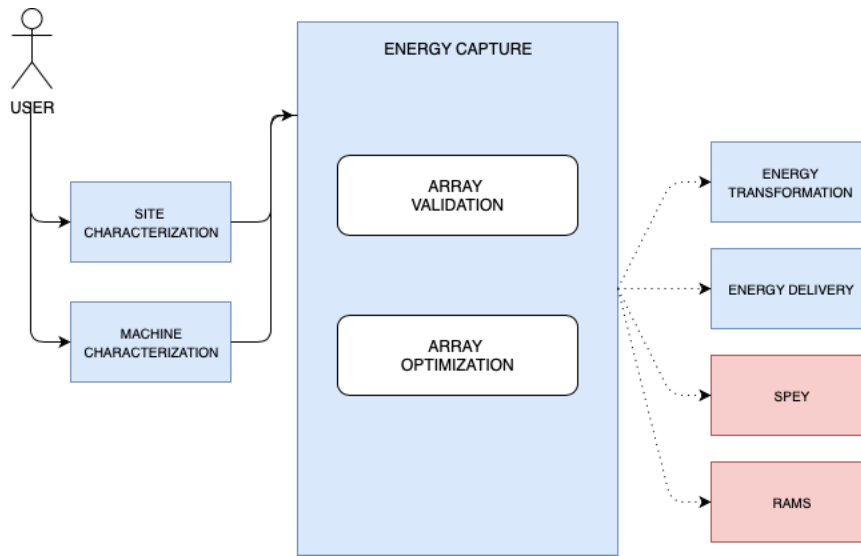 USER
SITE
CHARACTERIZATION
MACHINE
CHARACTERIZATION
ENERGY CAPTURE
ARRAY
VALIDATION
ARRAY
OPTIMIZATION
ENERGY
TRANSFORMATION
ENERGY DELIVERY
SPEY
RAMS